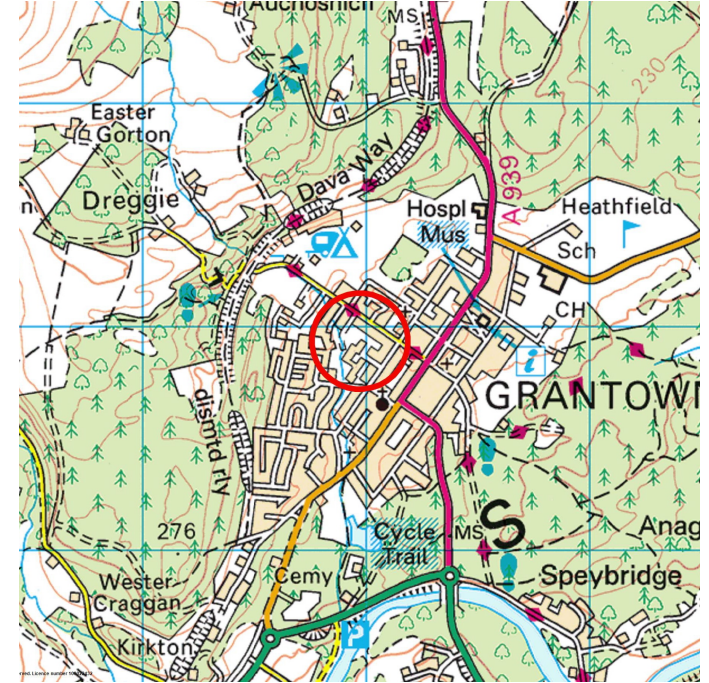 Auchosnich
MS
230
Easter
Gorton
Dava Way
A 939
Dreggie
n
Hospl
Mus
Heathfield
Sch
CH
i
GRANTOWN
dismtd rly
S
276
Cycle
Trail
MS
Anag
Wester
Craggan
Cemy
Speybridge
Kirkton
P